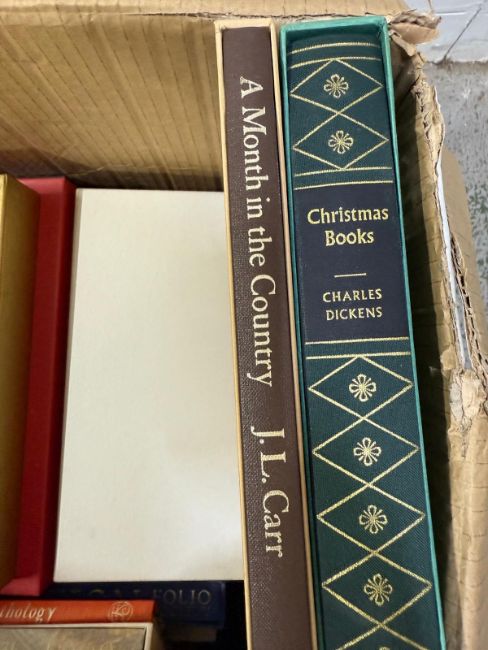 A Month in the Country J. L. Carr
Christmas
Books
CHARLES
DICKENS
FOLIO
thology